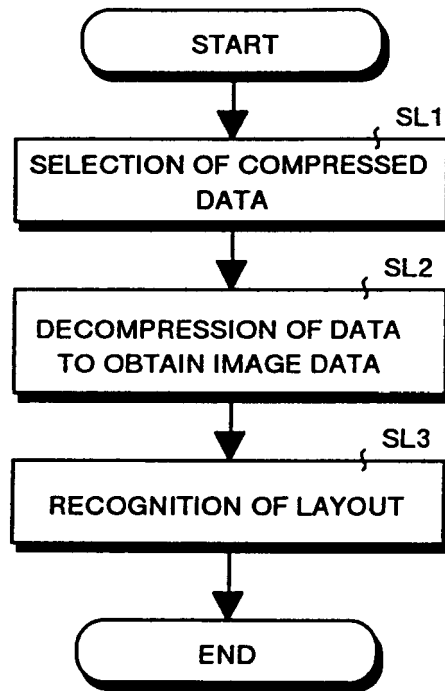 START
SL1
SELECTION OF COMPRESSED
DATA
SL2
DECOMPRESSION OF DATA
TO OBTAIN IMAGE DATA
SL3
RECOGNITION OF LAYOUT
END